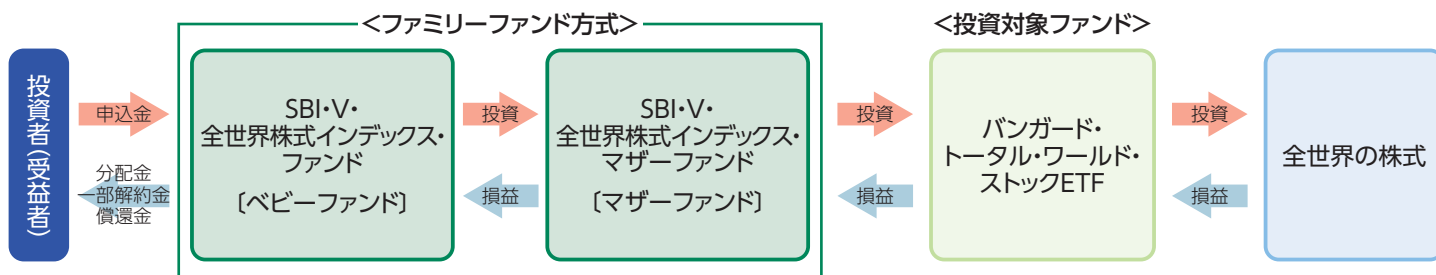 <ファミリーファンド方式>
<投資対象ファンド>
投資者(受益者)
申込金
分配金
一部解約金
償還金
SBI・V・
全世界株式インデックス・
ファンド
〔ベビーファンド〕
投資
損益
SBI・V・
全世界株式インデックス・
マザーファンド
〔マザーファンド〕
投資
損益
バンガード・
トータル・ワールド・
ストックETF
投資
損益
全世界の株式